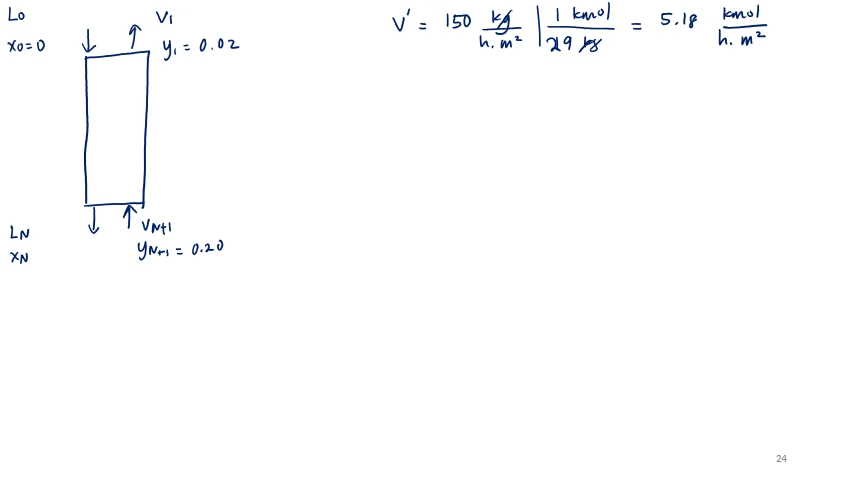 L0
x0=0
V1
y1 = 0.02
LN
xN
VN+1
yN+1 = 0.20
V' = 150 kg/h.m² | 1 kmol/29 kg = 5.18 kmol/h.m²
24